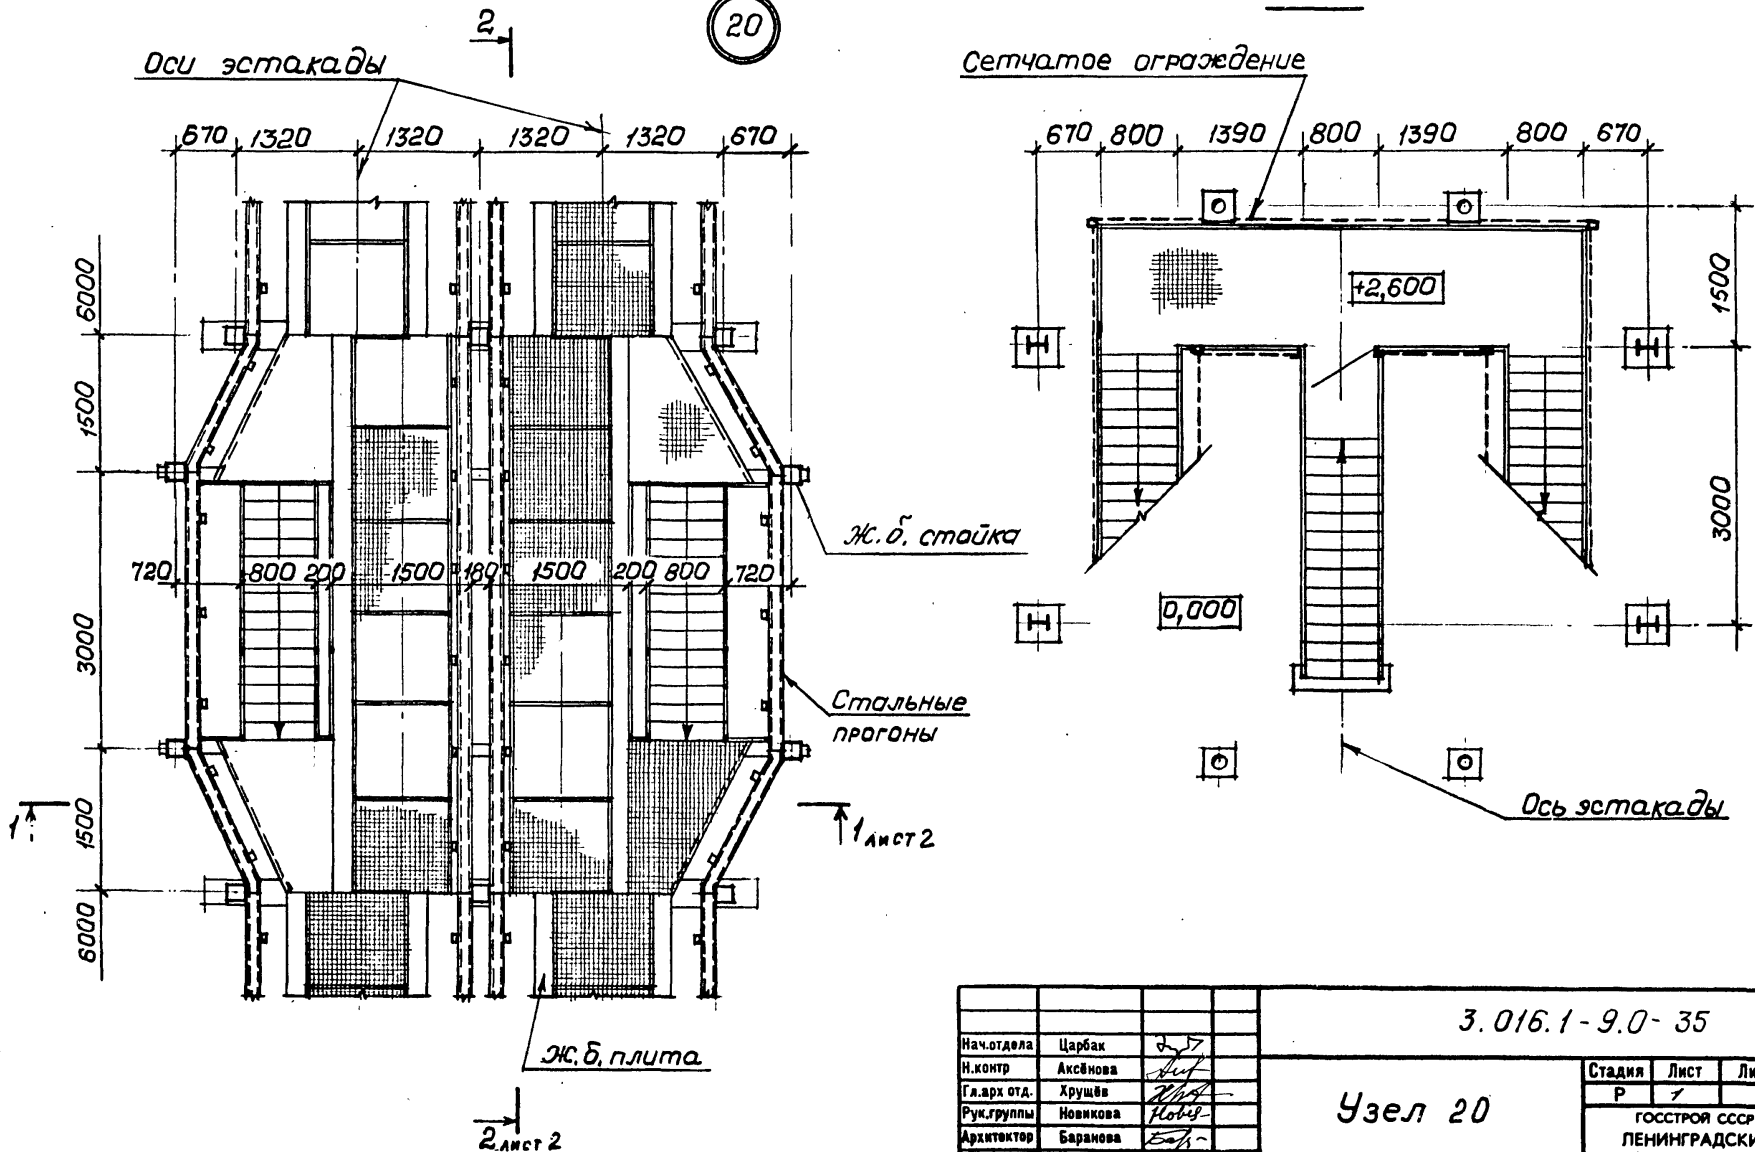 20
2
Оси эстакады
670 1320 1320 1320 1320 670
6000
1500
3000
1500
6000
720 800 200 1500 180 1500 200 800 720
Ж.б. стойка
Стальные
прогоны
1
1 лист 2
Ж.б. плита
2 лист 2
Сетчатое ограждение
670 800 1390 800 1390 800 670
+2,600
1500
3000
0,000
Ось эстакады
3.016.1-9.0-35
Нач.отдела Царбак
Н.контр Аксёнова
Гл.арх отд. Хрущёв
Рук.группы Новикова
Архитектор Баранова
Узел 20
Стадия Лист Ли
Р 1
ГОССТРОЙ СССР
ЛЕНИНГРАДСКИ